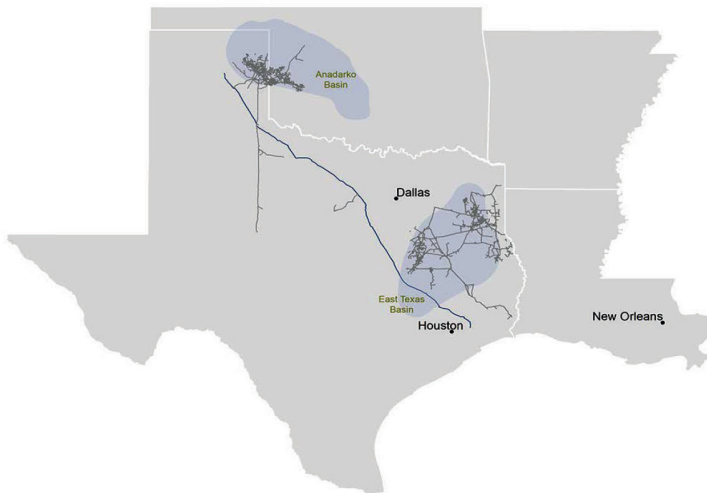 Anadarko
Basin
Dallas
East Texas
Basin
Houston
New Orleans